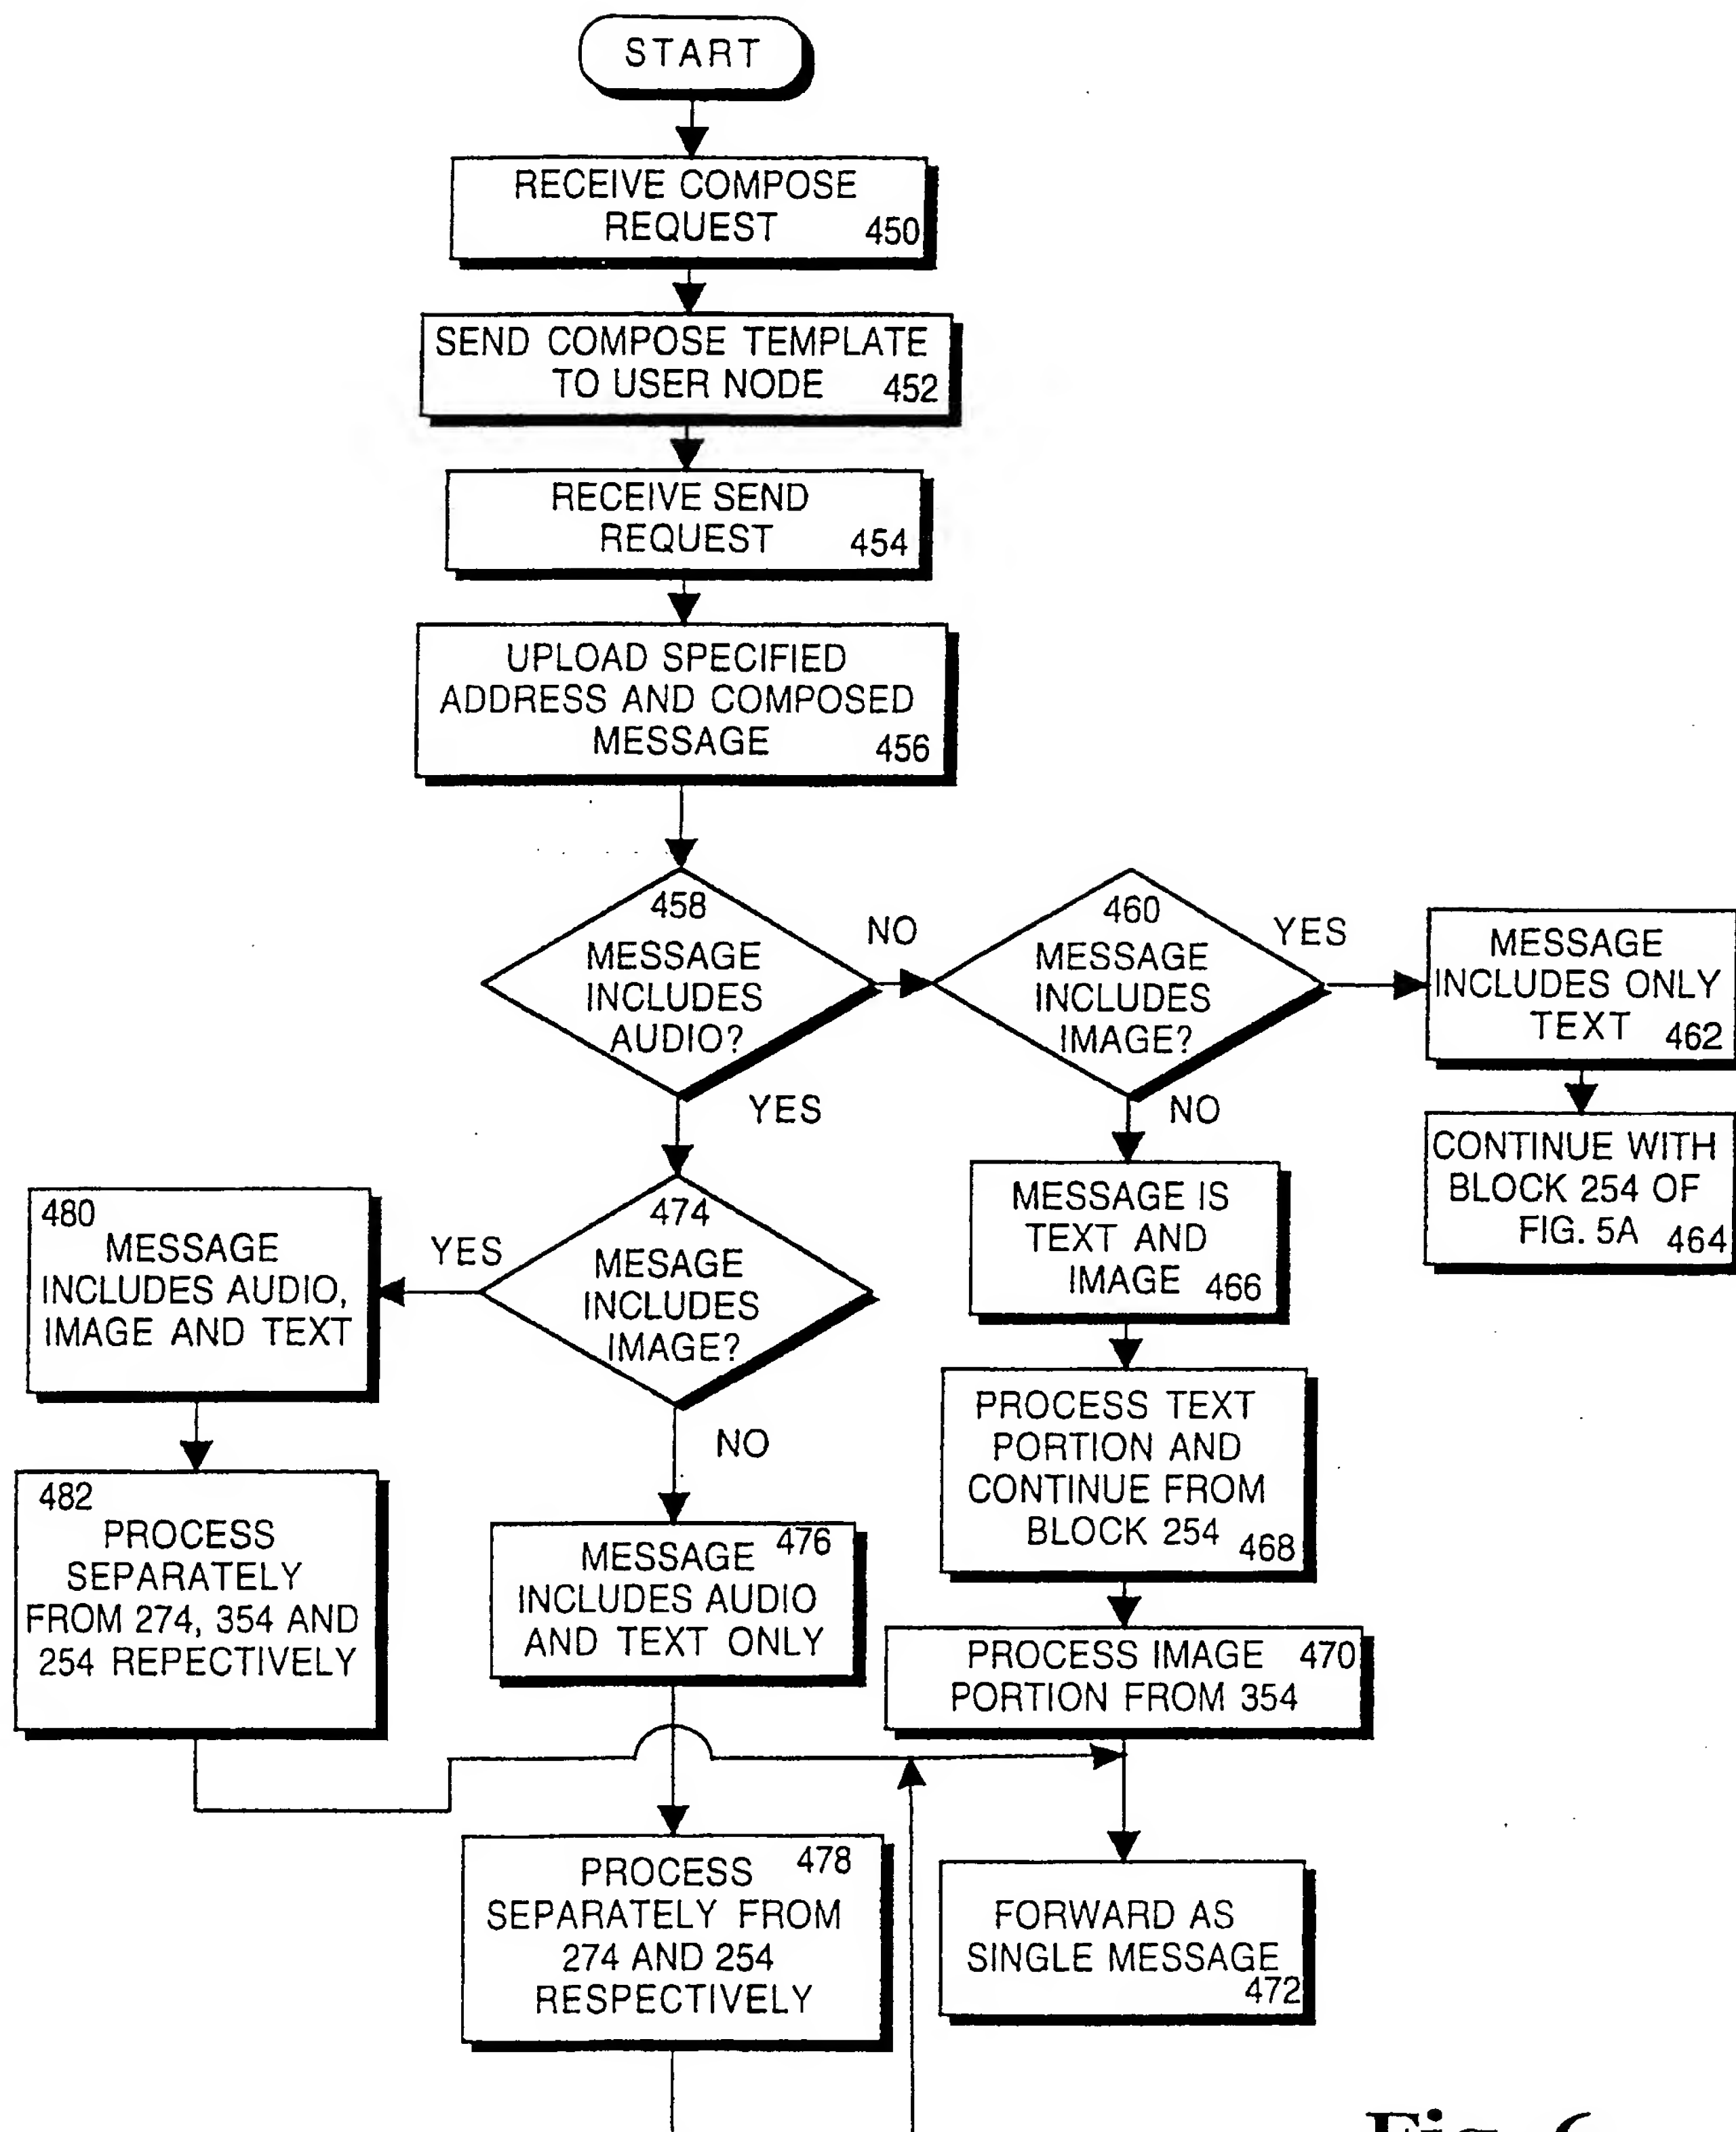 START
RECEIVE COMPOSE
REQUEST 450
SEND COMPOSE TEMPLATE
TO USER NODE 452
RECEIVE SEND
REQUEST 454
UPLOAD SPECIFIED
ADDRESS AND COMPOSED
MESSAGE 456
458
MESSAGE
INCLUDES
AUDIO?
NO
YES
460
MESSAGE
INCLUDES
IMAGE?
YES
NO
MESSAGE
INCLUDES ONLY
TEXT 462
CONTINUE WITH
BLOCK 254 OF
FIG. 5A 464
474
MESAGE
INCLUDES
IMAGE?
YES
NO
480
MESSAGE
INCLUDES AUDIO,
IMAGE AND TEXT
482
PROCESS
SEPARATELY
FROM 274, 354 AND
254 REPECTIVELY
476
MESSAGE
INCLUDES AUDIO
AND TEXT ONLY
478
PROCESS
SEPARATELY FROM
274 AND 254
RESPECTIVELY
MESSAGE IS
TEXT AND
IMAGE 466
PROCESS TEXT
PORTION AND
CONTINUE FROM
BLOCK 254 468
PROCESS IMAGE 470
PORTION FROM 354
FORWARD AS
SINGLE MESSAGE
472
Fig. 6